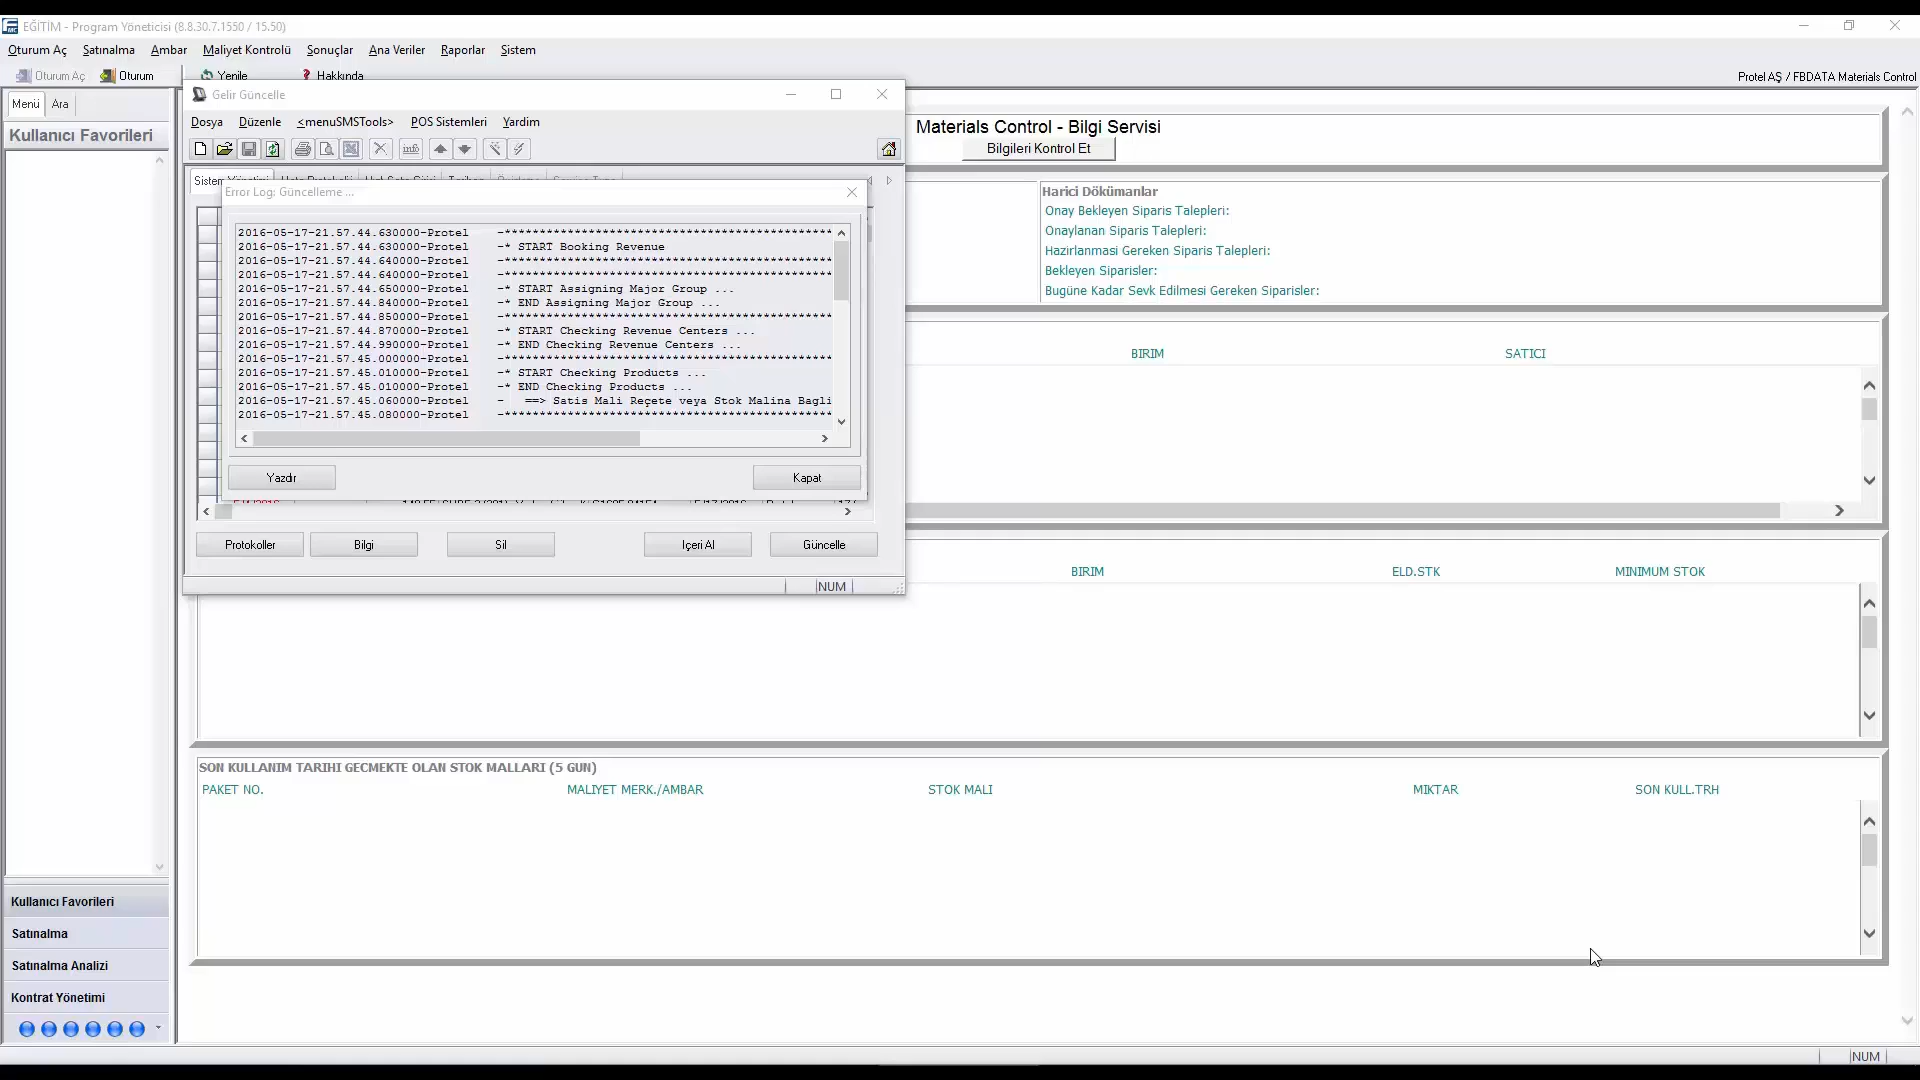 EĞİTİM - Program Yöneticisi (8.8.30.7.1550 / 15.50)
Oturum Aç Satınalma Ambar Maliyet Kontrolü Sonuçlar Ana Veriler Raporlar Sistem
Oturum Aç Oturum Yenile Hakkında
Protel AŞ / FBDATA Materials Control
Menü Ara
Kullanıcı Favorileri
Gelir Güncelle
Dosya Düzenle <menuSMSTools> POS Sistemleri Yardim
info
Error Log: Güncelleme ...
2016-05-17-21.57.44.630000-Protel -***********************************************
2016-05-17-21.57.44.630000-Protel -* START Booking Revenue
2016-05-17-21.57.44.640000-Protel -***********************************************
2016-05-17-21.57.44.640000-Protel -***********************************************
2016-05-17-21.57.44.650000-Protel -* START Assigning Major Group ...
2016-05-17-21.57.44.840000-Protel -* END Assigning Major Group ...
2016-05-17-21.57.44.850000-Protel -***********************************************
2016-05-17-21.57.44.870000-Protel -* START Checking Revenue Centers ...
2016-05-17-21.57.44.990000-Protel -* END Checking Revenue Centers ...
2016-05-17-21.57.45.000000-Protel -***********************************************
2016-05-17-21.57.45.010000-Protel -* START Checking Products ...
2016-05-17-21.57.45.010000-Protel -* END Checking Products ...
2016-05-17-21.57.45.060000-Protel - ==> Satis Mali Reçete veya Stok Malina Bagli
2016-05-17-21.57.45.080000-Protel -***********************************************
Yazdır Kapat
Protokoller Bilgi Sil Içeri Al Güncelle
NUM
Materials Control - Bilgi Servisi
Bilgileri Kontrol Et
Harici Dökümanlar
Onay Bekleyen Siparis Talepleri:
Onaylanan Siparis Talepleri:
Hazirlanmasi Gereken Siparis Talepleri:
Bekleyen Siparisler:
Bugüne Kadar Sevk Edilmesi Gereken Siparisler:
BIRIM SATICI
BIRIM ELD.STK MINIMUM STOK
SON KULLANIM TARIHI GECMEKTE OLAN STOK MALLARI (5 GUN)
PAKET NO. MALIYET MERK./AMBAR STOK MALI MIKTAR SON KULL.TRH
Kullanıcı Favorileri
Satınalma
Satınalma Analizi
Kontrat Yönetimi
NUM